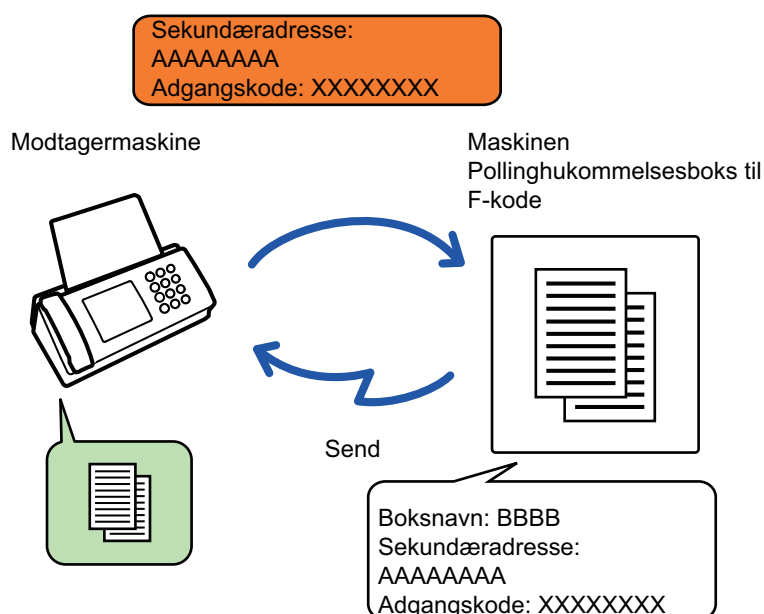 Sekundæradresse:
AAAAAAAA
Adgangskode: XXXXXXXX
Modtagermaskine
Maskinen
Pollinghukommelsesboks til
F-kode
Send
Boksnavn: BBBB
Sekundæradresse:
AAAAAAAA
Adgangskode: XXXXXXXX